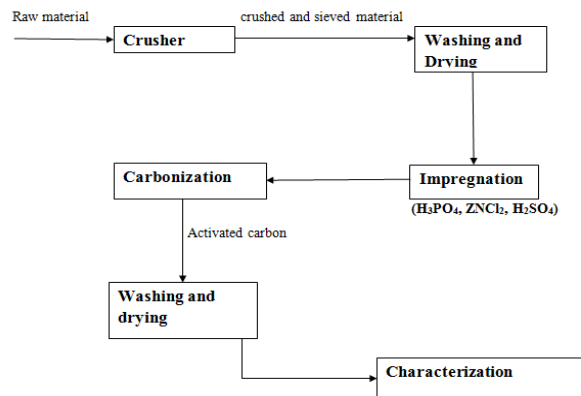 Raw material
crushed and sieved material
Crusher
Washing and
Drying
Carbonization
Impregnation
(H₃PO₄, ZNCl₂, H₂SO₄)
Activated carbon
Washing and
drying
Characterization